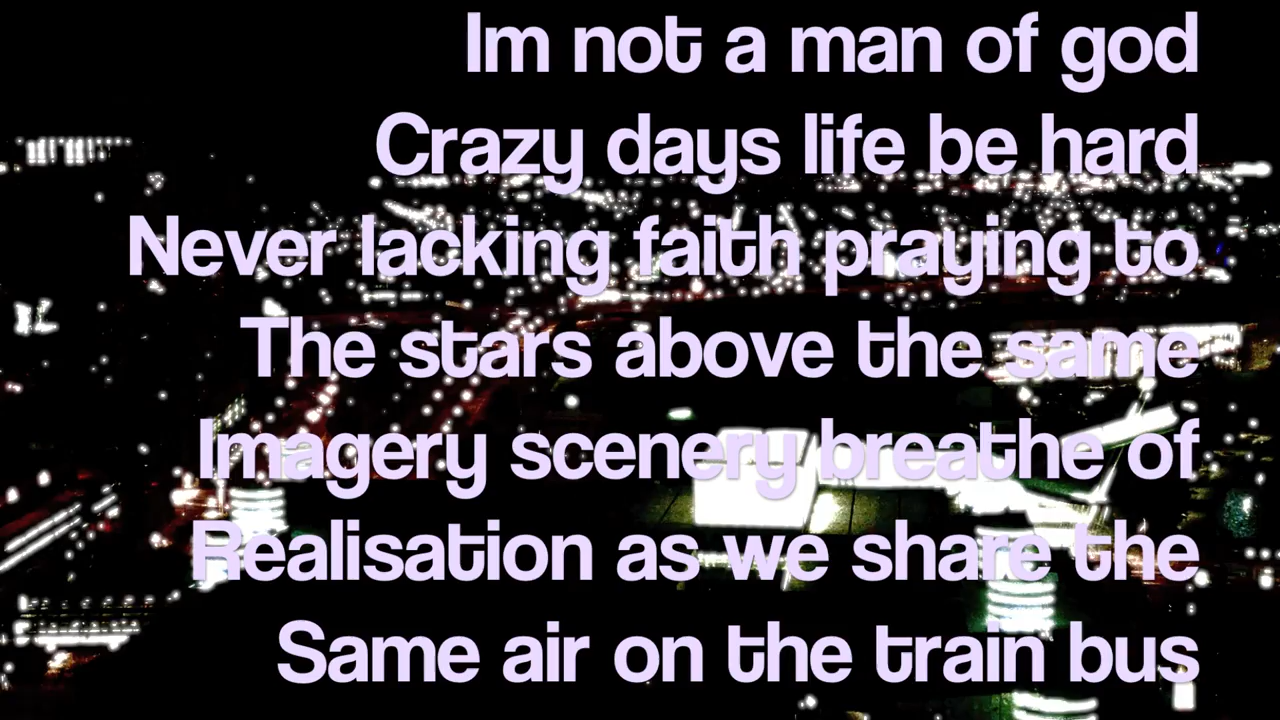 Im not a man of god
Crazy days life be hard
Never lacking faith praying to
The stars above the same
Imagery scenery breathe of
Realisation as we share the
Same air on the train bus